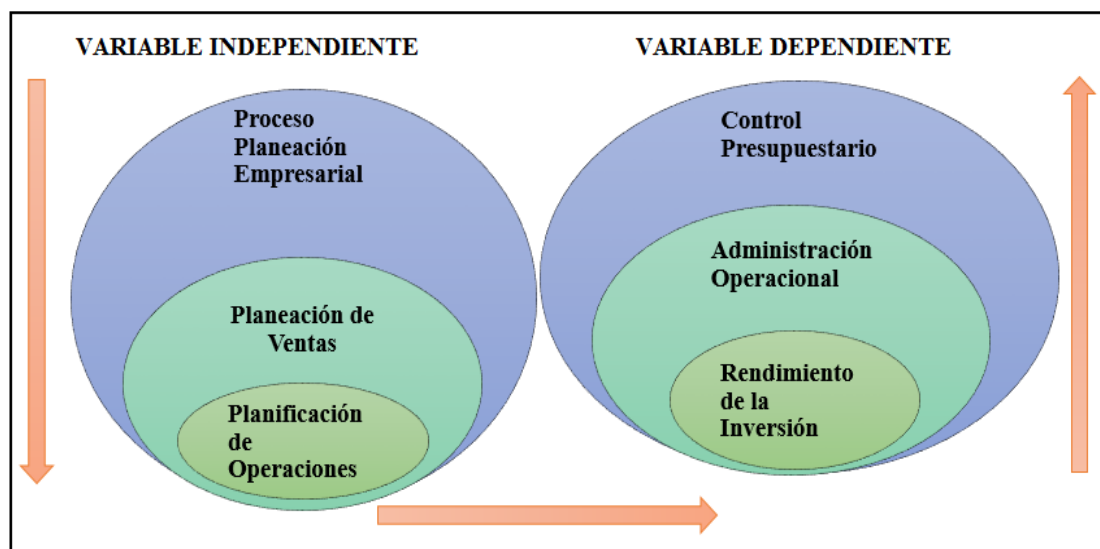 VARIABLE INDEPENDIENTE
Proceso
Planeación
Empresarial
Planeación de
Ventas
Planificación
de
Operaciones
VARIABLE DEPENDIENTE
Control
Presupuestario
Administración
Operacional
Rendimiento
de la
Inversión